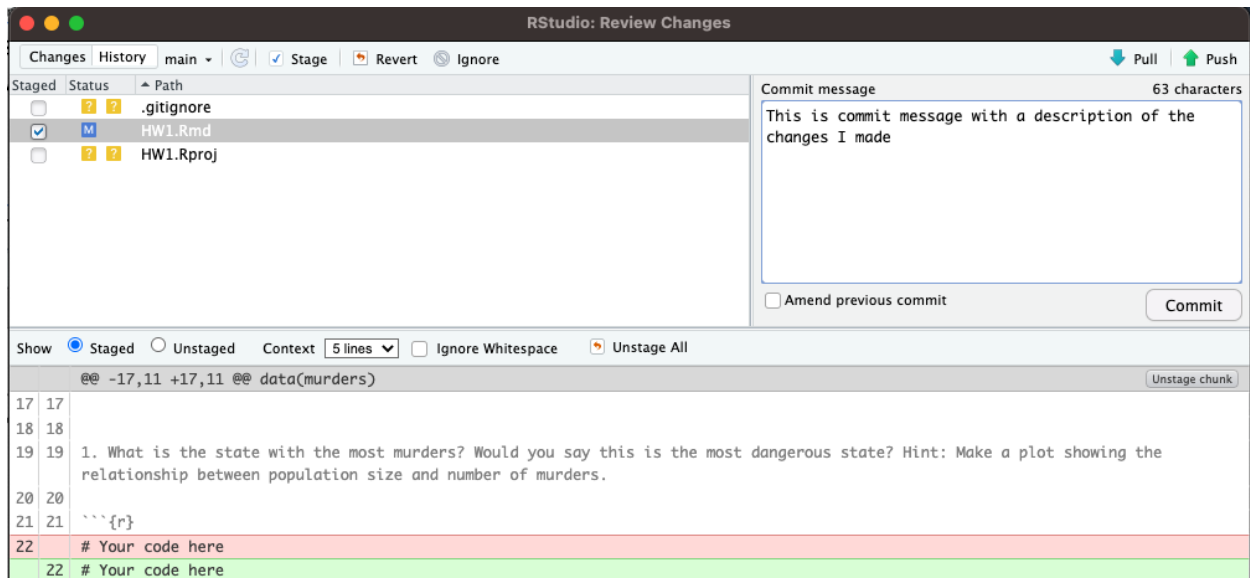 RStudio: Review Changes
Changes History main Stage Revert Ignore Pull Push
Staged Status Path
Commit message 63 characters
? ? .gitignore
M HW1.Rmd
? ? HW1.Rproj
This is commit message with a description of the
changes I made
Amend previous commit
Commit
Show Staged Unstaged Context 5 lines Ignore Whitespace Unstage All
@@ -17,11 +17,11 @@ data(murders) Unstage chunk
17 17
18 18
19 19 1. What is the state with the most murders? Would you say this is the most dangerous state? Hint: Make a plot showing the
relationship between population size and number of murders.
20 20
21 21 ```{r}
22 # Your code here
22 # Your code here